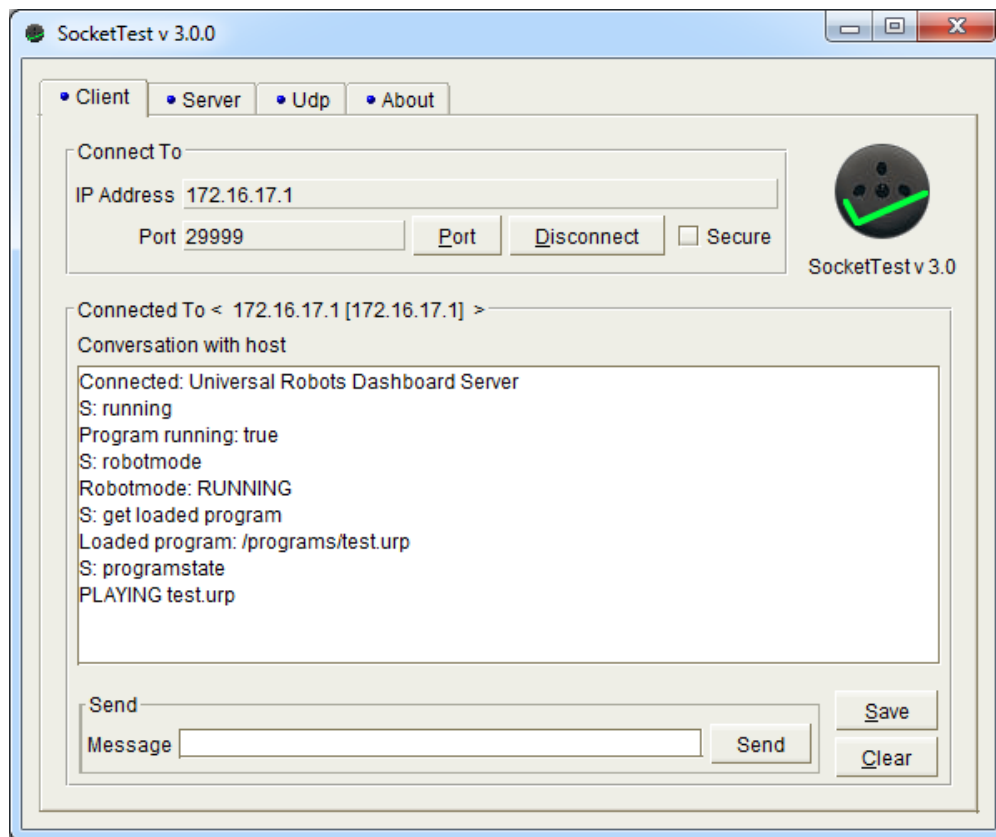 SocketTest v 3.0.0
Client Server Udp About
Connect To
IP Address 172.16.17.1
Port 29999 Port Disconnect Secure
SocketTest v 3.0
Connected To < 172.16.17.1 [172.16.17.1] >
Conversation with host
Connected: Universal Robots Dashboard Server
S: running
Program running: true
S: robotmode
Robotmode: RUNNING
S: get loaded program
Loaded program: /programs/test.urp
S: programstate
PLAYING test.urp
Send
Message Send
Save
Clear